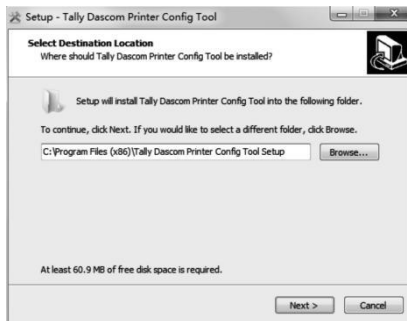 Setup - Tally Dascom Printer Config Tool
Select Destination Location
Where should Tally Dascom Printer Config Tool be installed?
Setup will install Tally Dascom Printer Config Tool into the following folder.
To continue, click Next. If you would like to select a different folder, click Browse.
C:\Program Files (x86)\Tally Dascom Printer Config Tool Setup
Browse...
At least 60.9 MB of free disk space is required.
Next >
Cancel